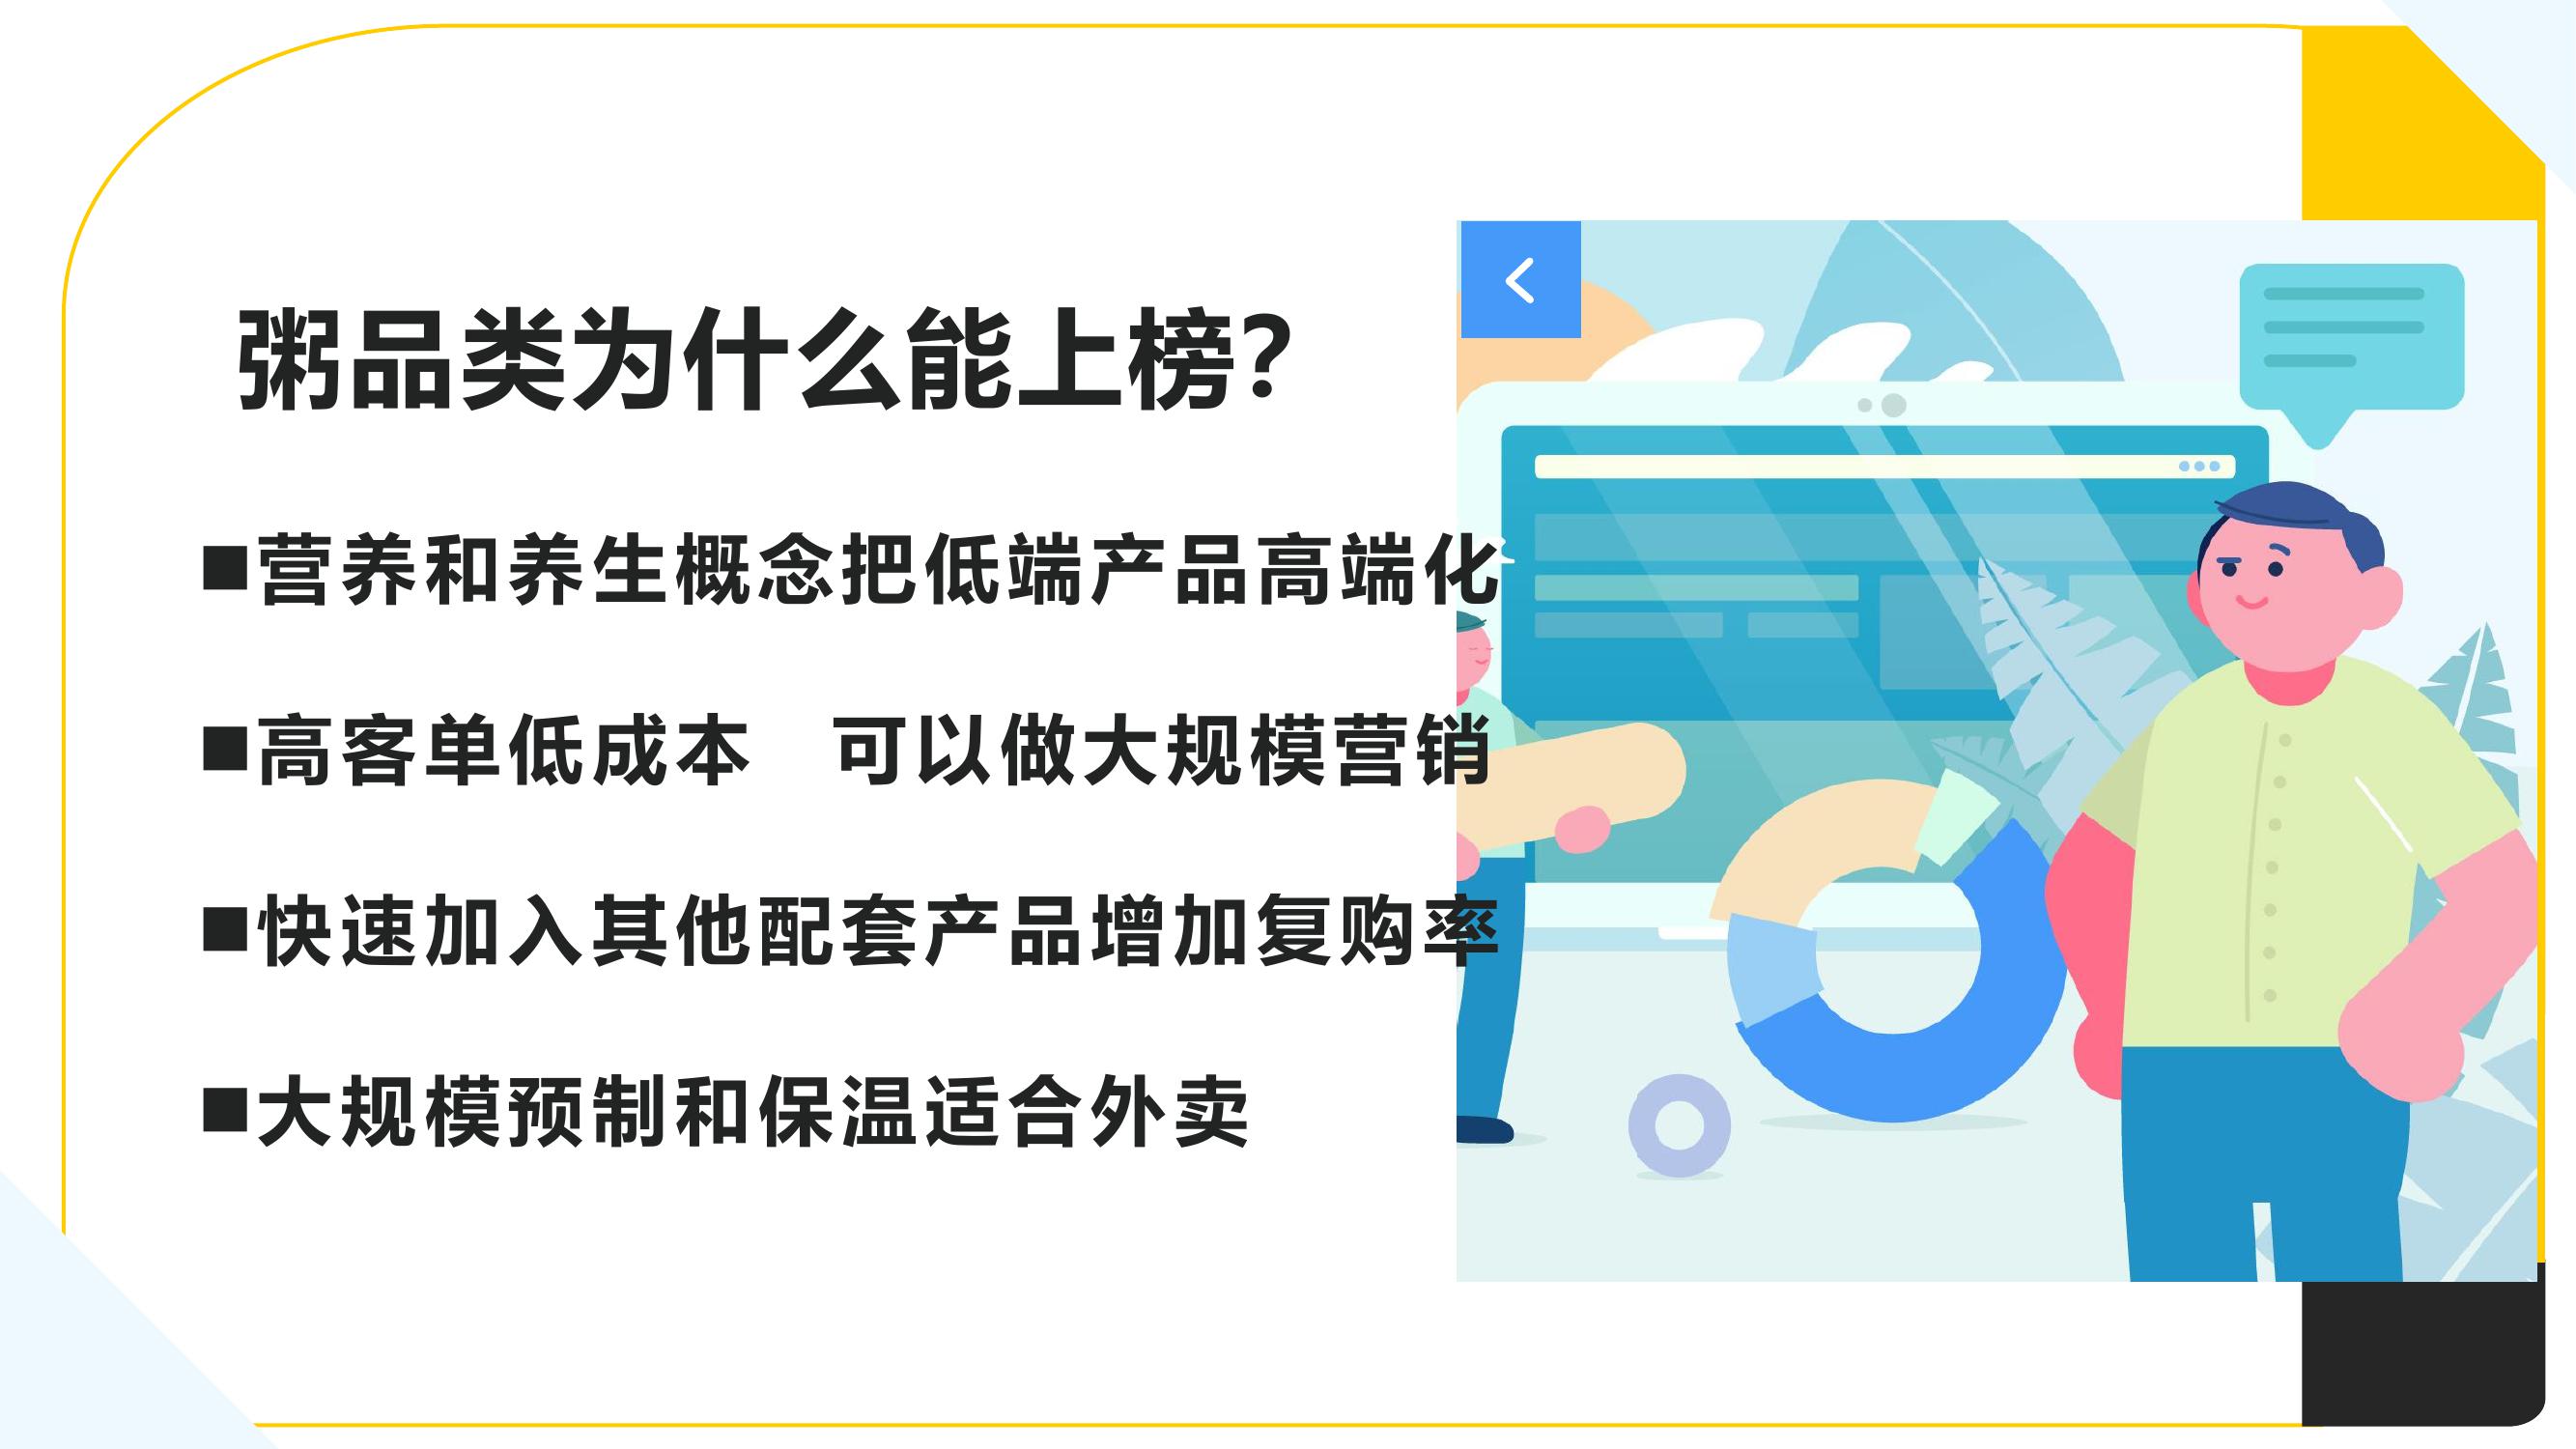 粥品类为什么能上榜？
■营养和养生概念把低端产品高端化
■高客单低成本　可以做大规模营销
■快速加入其他配套产品增加复购率
■大规模预制和保温适合外卖